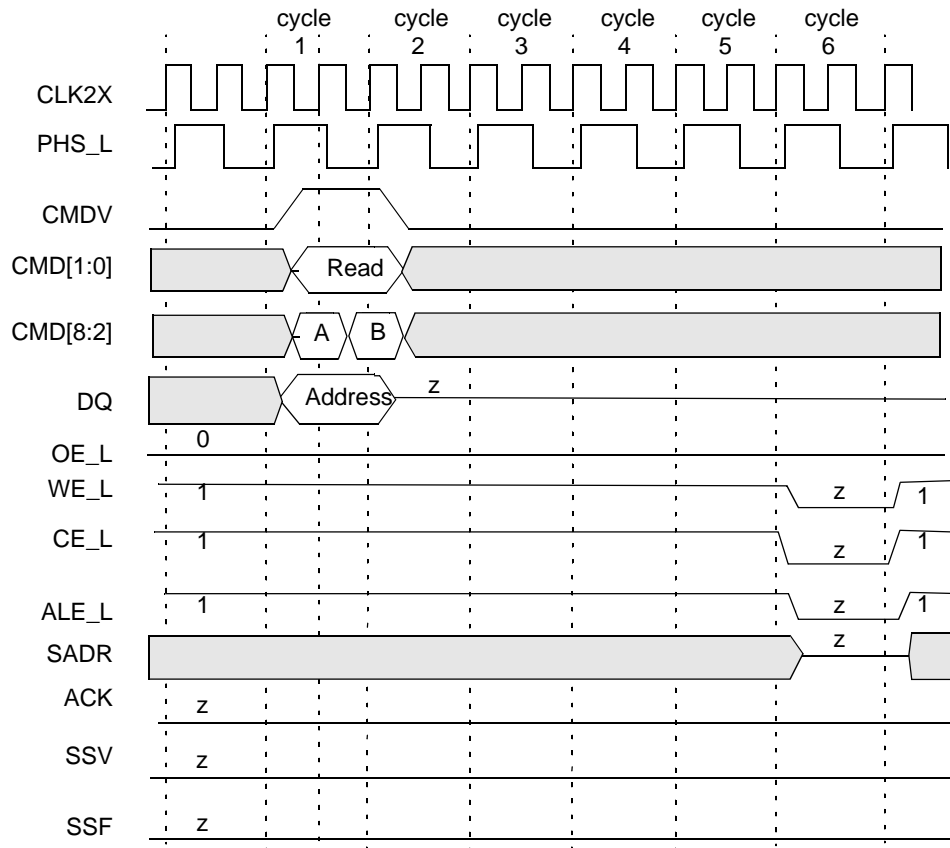 cycle cycle cycle cycle cycle cycle
1 2 3 4 5 6
CLK2X
PHS_L
CMDV
CMD[1:0] Read
CMD[8:2] A B
DQ Address z
OE_L 0
WE_L 1 z 1
CE_L 1 z 1
ALE_L 1 z 1
SADR z
ACK z
SSV z
SSF z